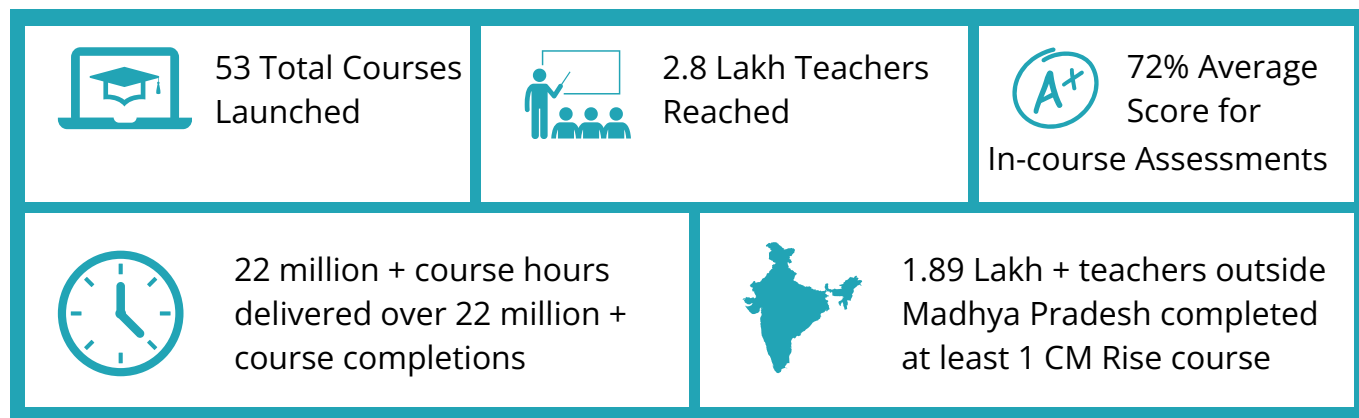 53 Total Courses
Launched
2.8 Lakh Teachers
Reached
A+
72% Average
Score for
In-course Assessments
22 million + course hours
delivered over 22 million +
course completions
1.89 Lakh + teachers outside
Madhya Pradesh completed
at least 1 CM Rise course